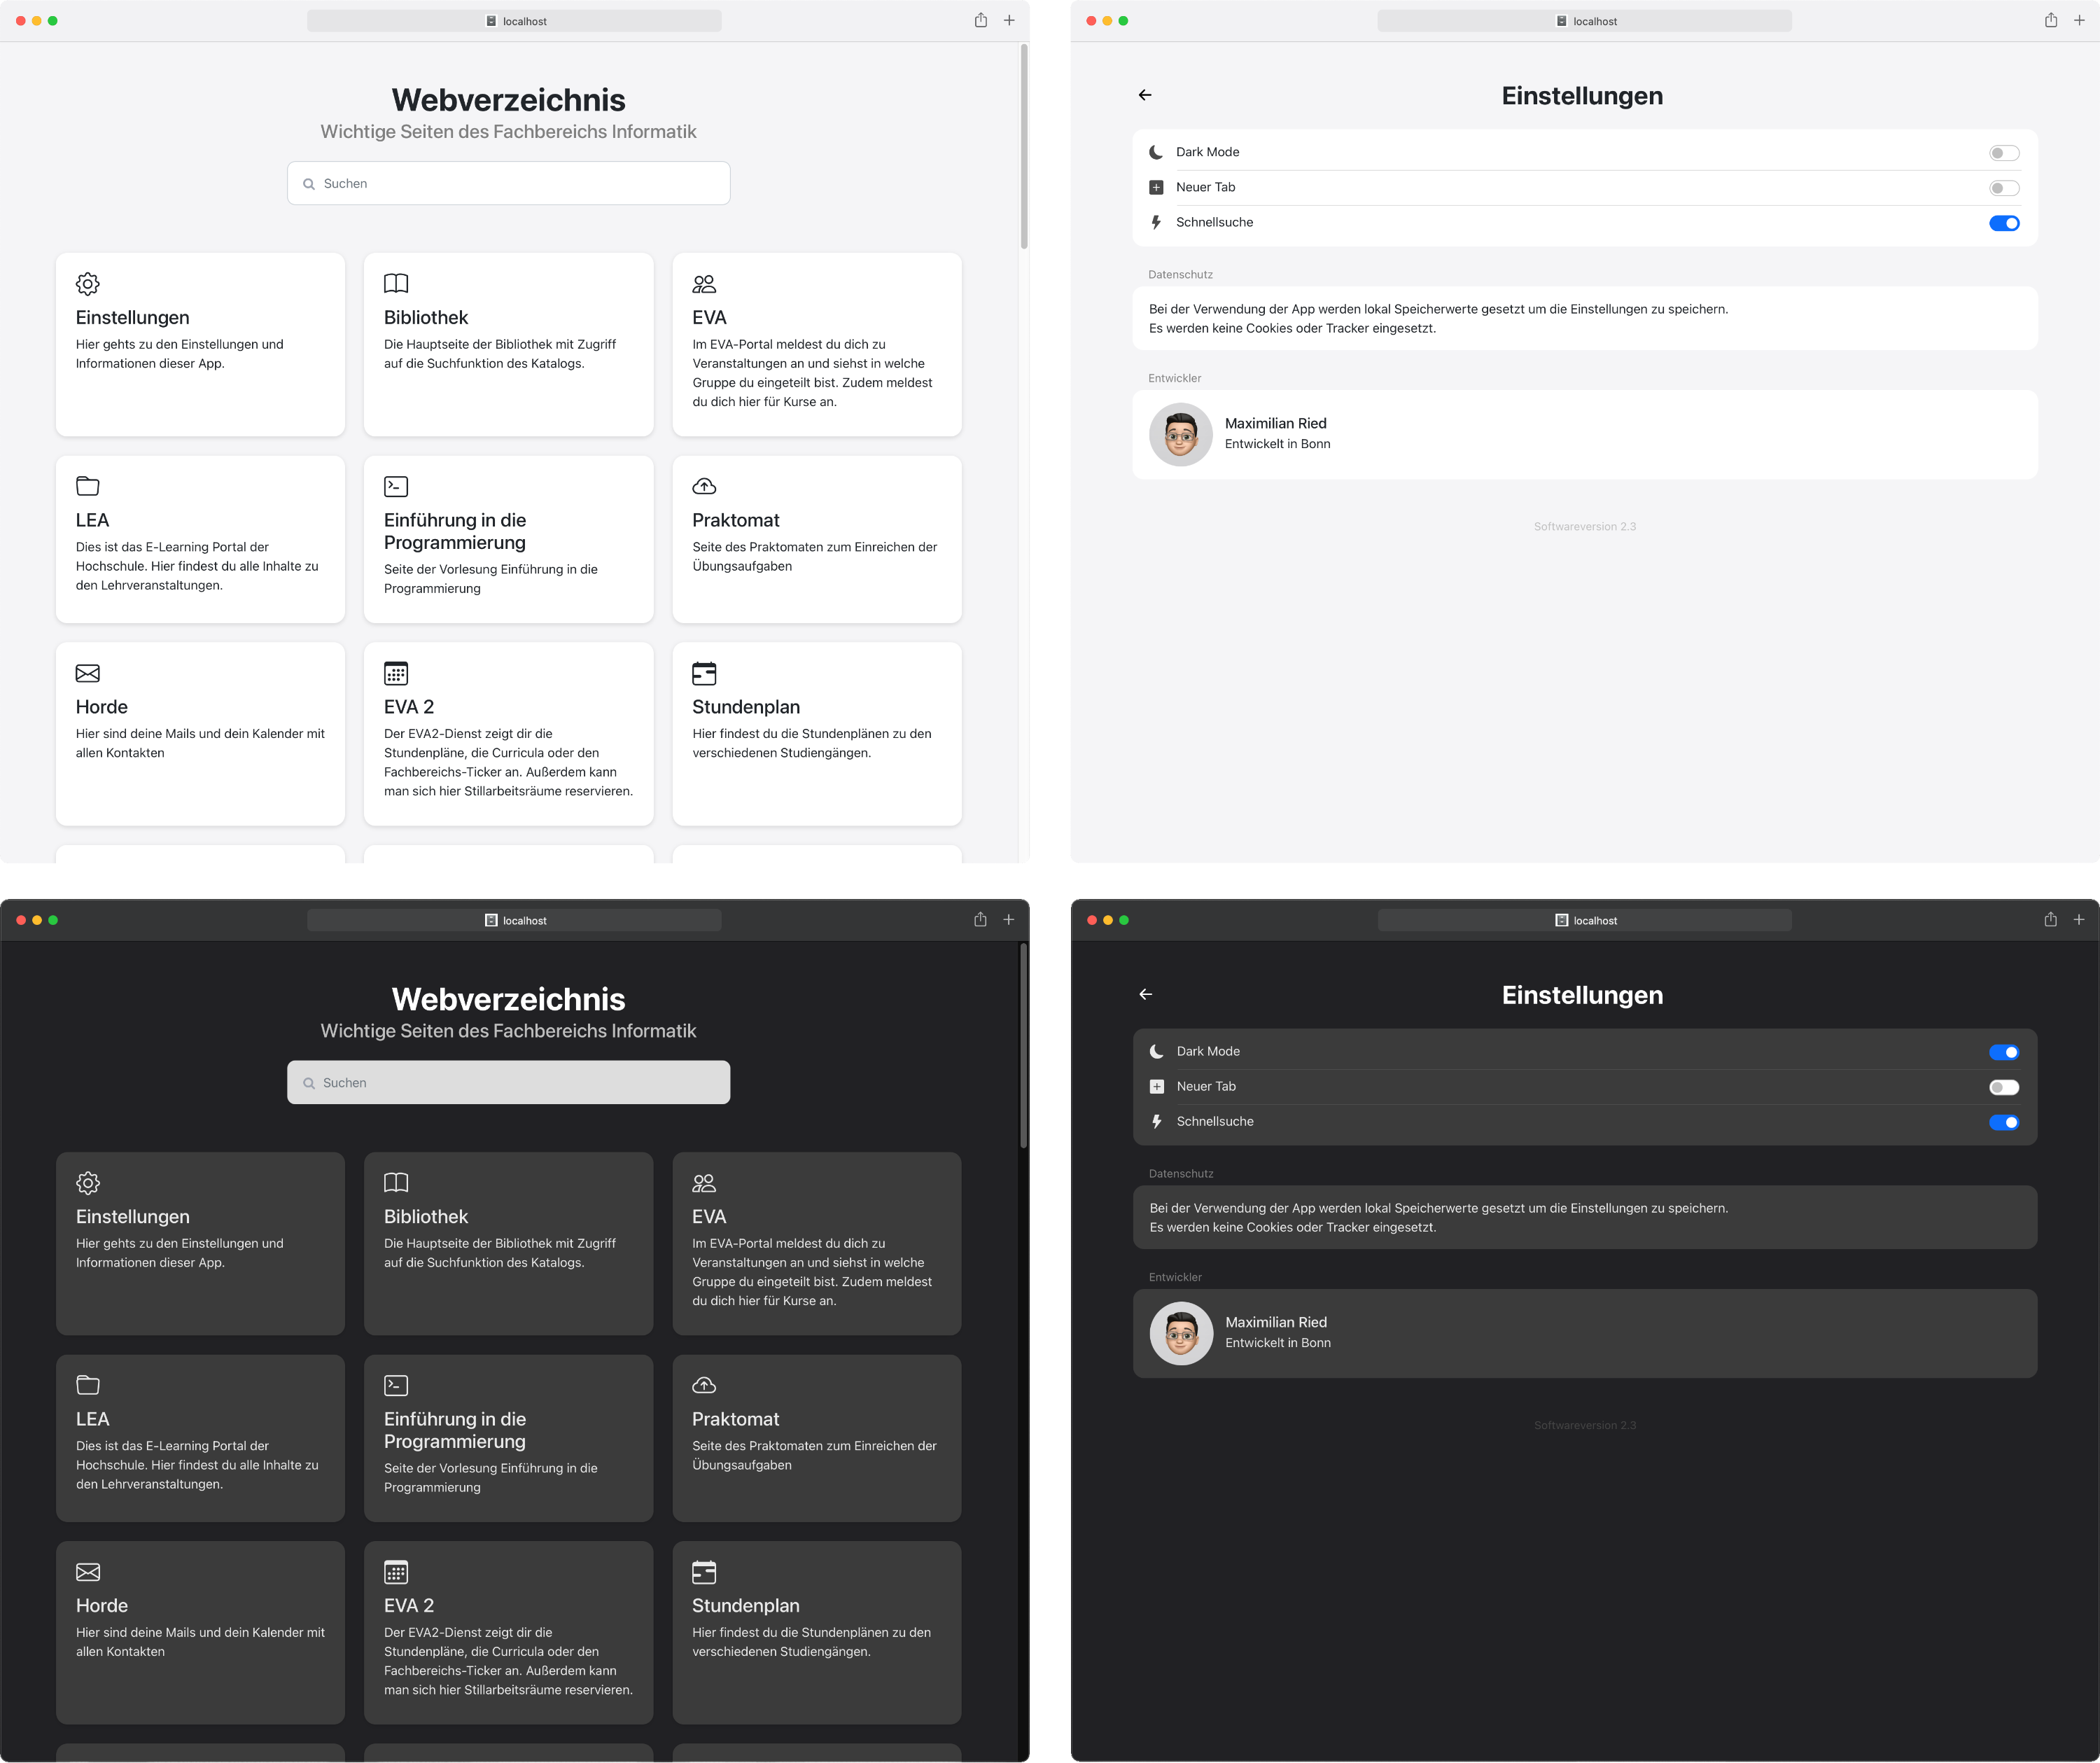 localhost
Webverzeichnis
Wichtige Seiten des Fachbereichs Informatik
Suchen
Einstellungen
Hier gehts zu den Einstellungen und
Informationen dieser App.
Bibliothek
Die Hauptseite der Bibliothek mit Zugriff
auf die Suchfunktion des Katalogs.
EVA
Im EVA-Portal meldest du dich zu
Veranstaltungen an und siehst in welche
Gruppe du eingeteilt bist. Zudem meldest
du dich hier für Kurse an.
LEA
Dies ist das E-Learning Portal der
Hochschule. Hier findest du alle Inhalte zu
den Lehrveranstaltungen.
Einführung in die
Programmierung
Seite der Vorlesung Einführung in die
Programmierung
Praktomat
Seite des Praktomaten zum Einreichen der
Übungsaufgaben
Horde
Hier sind deine Mails und dein Kalender mit
allen Kontakten
EVA 2
Der EVA2-Dienst zeigt dir die
Stundenpläne, die Curricula oder den
Fachbereichs-Ticker an. Außerdem kann
man sich hier Stillarbeitsräume reservieren.
Stundenplan
Hier findest du die Stundenplänen zu den
verschiedenen Studiengängen.
localhost
Einstellungen
Dark Mode
Neuer Tab
Schnellsuche
Datenschutz
Bei der Verwendung der App werden lokal Speicherwerte gesetzt um die Einstellungen zu speichern.
Es werden keine Cookies oder Tracker eingesetzt.
Entwickler
Maximilian Ried
Entwickelt in Bonn
Softwareversion 2.3
localhost
Webverzeichnis
Wichtige Seiten des Fachbereichs Informatik
Suchen
Einstellungen
Hier gehts zu den Einstellungen und
Informationen dieser App.
Bibliothek
Die Hauptseite der Bibliothek mit Zugriff
auf die Suchfunktion des Katalogs.
EVA
Im EVA-Portal meldest du dich zu
Veranstaltungen an und siehst in welche
Gruppe du eingeteilt bist. Zudem meldest
du dich hier für Kurse an.
LEA
Dies ist das E-Learning Portal der
Hochschule. Hier findest du alle Inhalte zu
den Lehrveranstaltungen.
Einführung in die
Programmierung
Seite der Vorlesung Einführung in die
Programmierung
Praktomat
Seite des Praktomaten zum Einreichen der
Übungsaufgaben
Horde
Hier sind deine Mails und dein Kalender mit
allen Kontakten
EVA 2
Der EVA2-Dienst zeigt dir die
Stundenpläne, die Curricula oder den
Fachbereichs-Ticker an. Außerdem kann
man sich hier Stillarbeitsräume reservieren.
Stundenplan
Hier findest du die Stundenplänen zu den
verschiedenen Studiengängen.
localhost
Einstellungen
Dark Mode
Neuer Tab
Schnellsuche
Datenschutz
Bei der Verwendung der App werden lokal Speicherwerte gesetzt um die Einstellungen zu speichern.
Es werden keine Cookies oder Tracker eingesetzt.
Entwickler
Maximilian Ried
Entwickelt in Bonn
Softwareversion 2.3